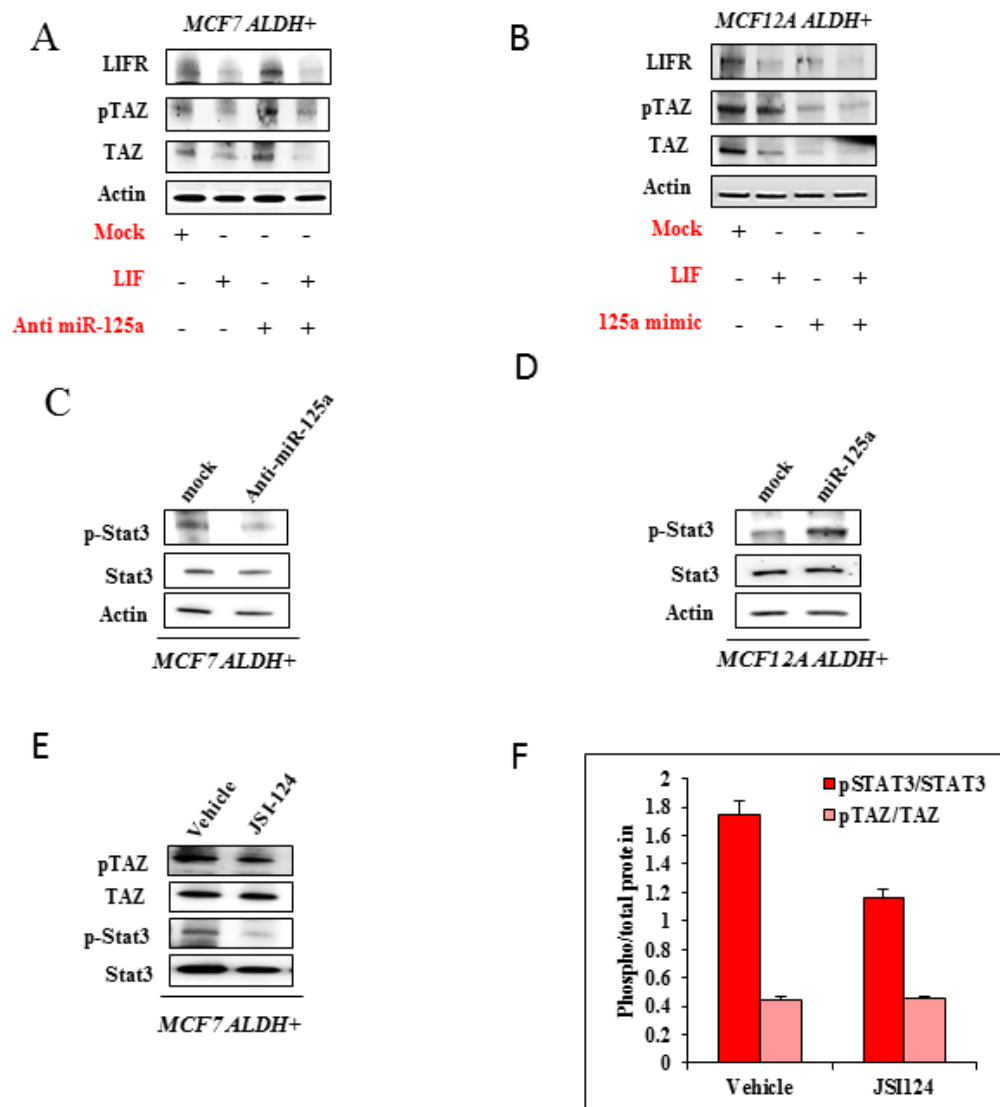 A
MCF7 ALDH+
LIFR
pTAZ
TAZ
Actin
Mock + - - -
LIF - + - +
Anti miR-125a - - + +
B
MCF12A ALDH+
LIFR
pTAZ
TAZ
Actin
Mock + - - -
LIF - + - +
125a mimic - - + +
C
mock Anti-miR-125a
p-Stat3
Stat3
Actin
MCF7 ALDH+
D
mock miR-125a
p-Stat3
Stat3
Actin
MCF12A ALDH+
E
Vehicle JSI-124
pTAZ
TAZ
p-Stat3
Stat3
MCF7 ALDH+
F
Phospho/total protein
2
1.8
1.6
1.4
1.2
1
0.8
0.6
0.4
0.2
0
pSTAT3/STAT3
pTAZ/TAZ
Vehicle JSI124